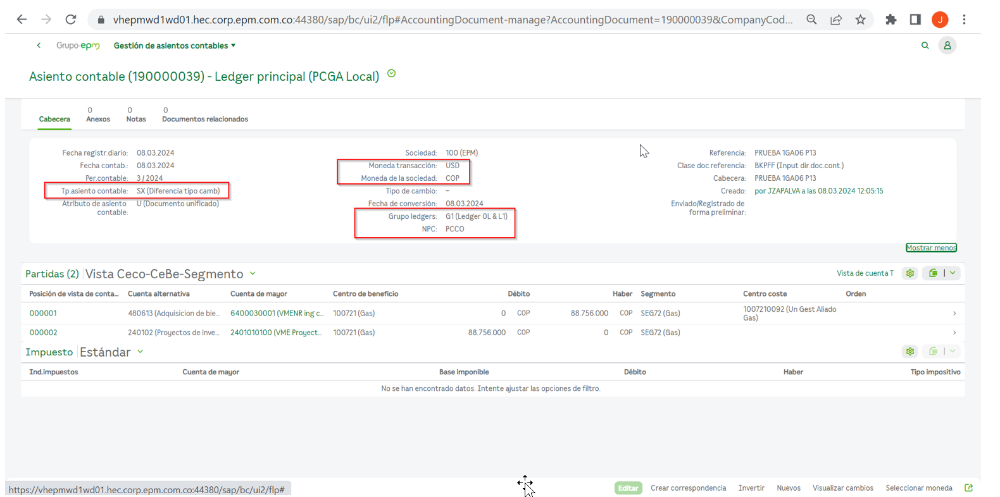 vhepmwd1wd01.hec.corp.epm.com.co:44380/sap/bc/ui2/flp#AccountingDocument-manage?AccountingDocument=190000039&CompanyCod...
J
Grupo·epm Gestión de asientos contables
Asiento contable (190000039) - Ledger principal (PCGA Local)
0 0 0
Cabecera Anexos Notas Documentos relacionados
Fecha registr.diario: 08.03.2024 Sociedad: 100 (EPM) Referencia: PRUEBA 1GA06 P13
Fecha contab.: 08.03.2024 Moneda transacción: USD Clase doc.referencia: BKPFF (Input dir.doc.cont.)
Per.contable: 3 / 2024 Moneda de la sociedad: COP Cabecera: PRUEBA 1GA06 P13
Tp.asiento contable: SX (Diferencia tipo camb) Tipo de cambio: – Creado: por JZAPALVA a las 08.03.2024 12:05:15
Atributo de asiento contable: U (Documento unificado) Fecha de conversión: 08.03.2024 Enviado/Registrado de forma preliminar:
Grupo ledgers: G1 (Ledger 0L & L1)
NPC: PCCO
Mostrar menos
Partidas (2) Vista Ceco-CeBe-Segmento Vista de cuenta T
Posición de vista de conta... Cuenta alternativa Cuenta de mayor Centro de beneficio Débito Haber Segmento Centro coste Orden
000001 480613 (Adquisicion de bie... 6400030001 (VMENR ing c... 100721 (Gas) 0 COP 88.756.000 COP SEG72 (Gas) 1007210092 (Un Gest Aliado Gas)
000002 240102 (Proyectos de inve... 2401010100 (VME Proyect... 100721 (Gas) 88.756.000 COP 0 COP SEG72 (Gas)
Impuesto Estándar
Ind.impuestos Cuenta de mayor Base imponible Débito Haber Tipo impositivo
No se han encontrado datos. Intente ajustar las opciones de filtro.
https://vhepmwd1wd01.hec.corp.epm.com.co:44380/sap/bc/ui2/flp# Editar Crear correspondencia Invertir Nuevos Visualizar cambios Seleccionar moneda